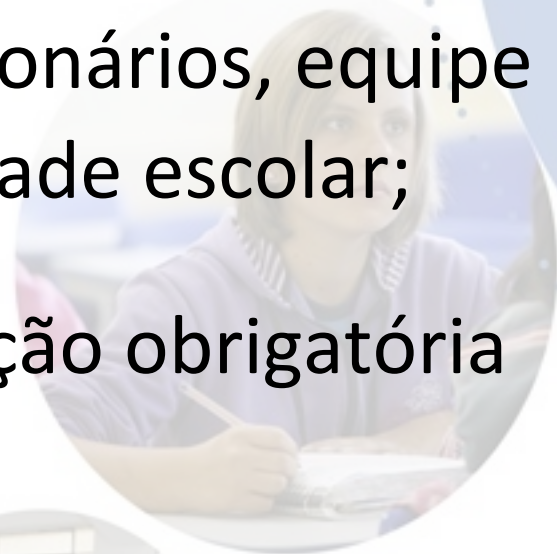 onários, equipe
ade escolar;
ção obrigatória